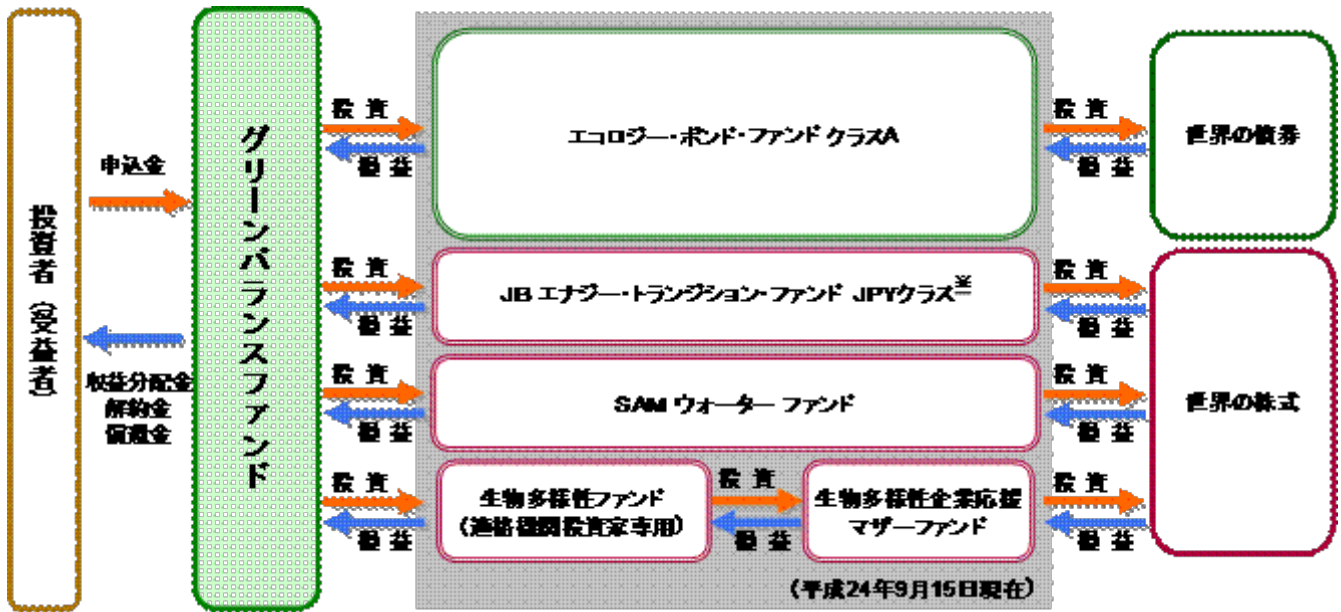 投資者（受益者）
申込金
収益分配金
解約金
償還金
グリーンバランスファンド
投資
損益
エコロジー・ボンド・ファンド クラスA
投資
損益
世界の債券
投資
損益
JB エナジー・トランジション・ファンド JPYクラス※
投資
損益
投資
損益
SAM ウォーター ファンド
投資
損益
世界の株式
投資
損益
生物多様性ファンド
（適格機関投資家専用）
投資
損益
生物多様性企業応援
マザーファンド
投資
損益
（平成24年9月15日現在）